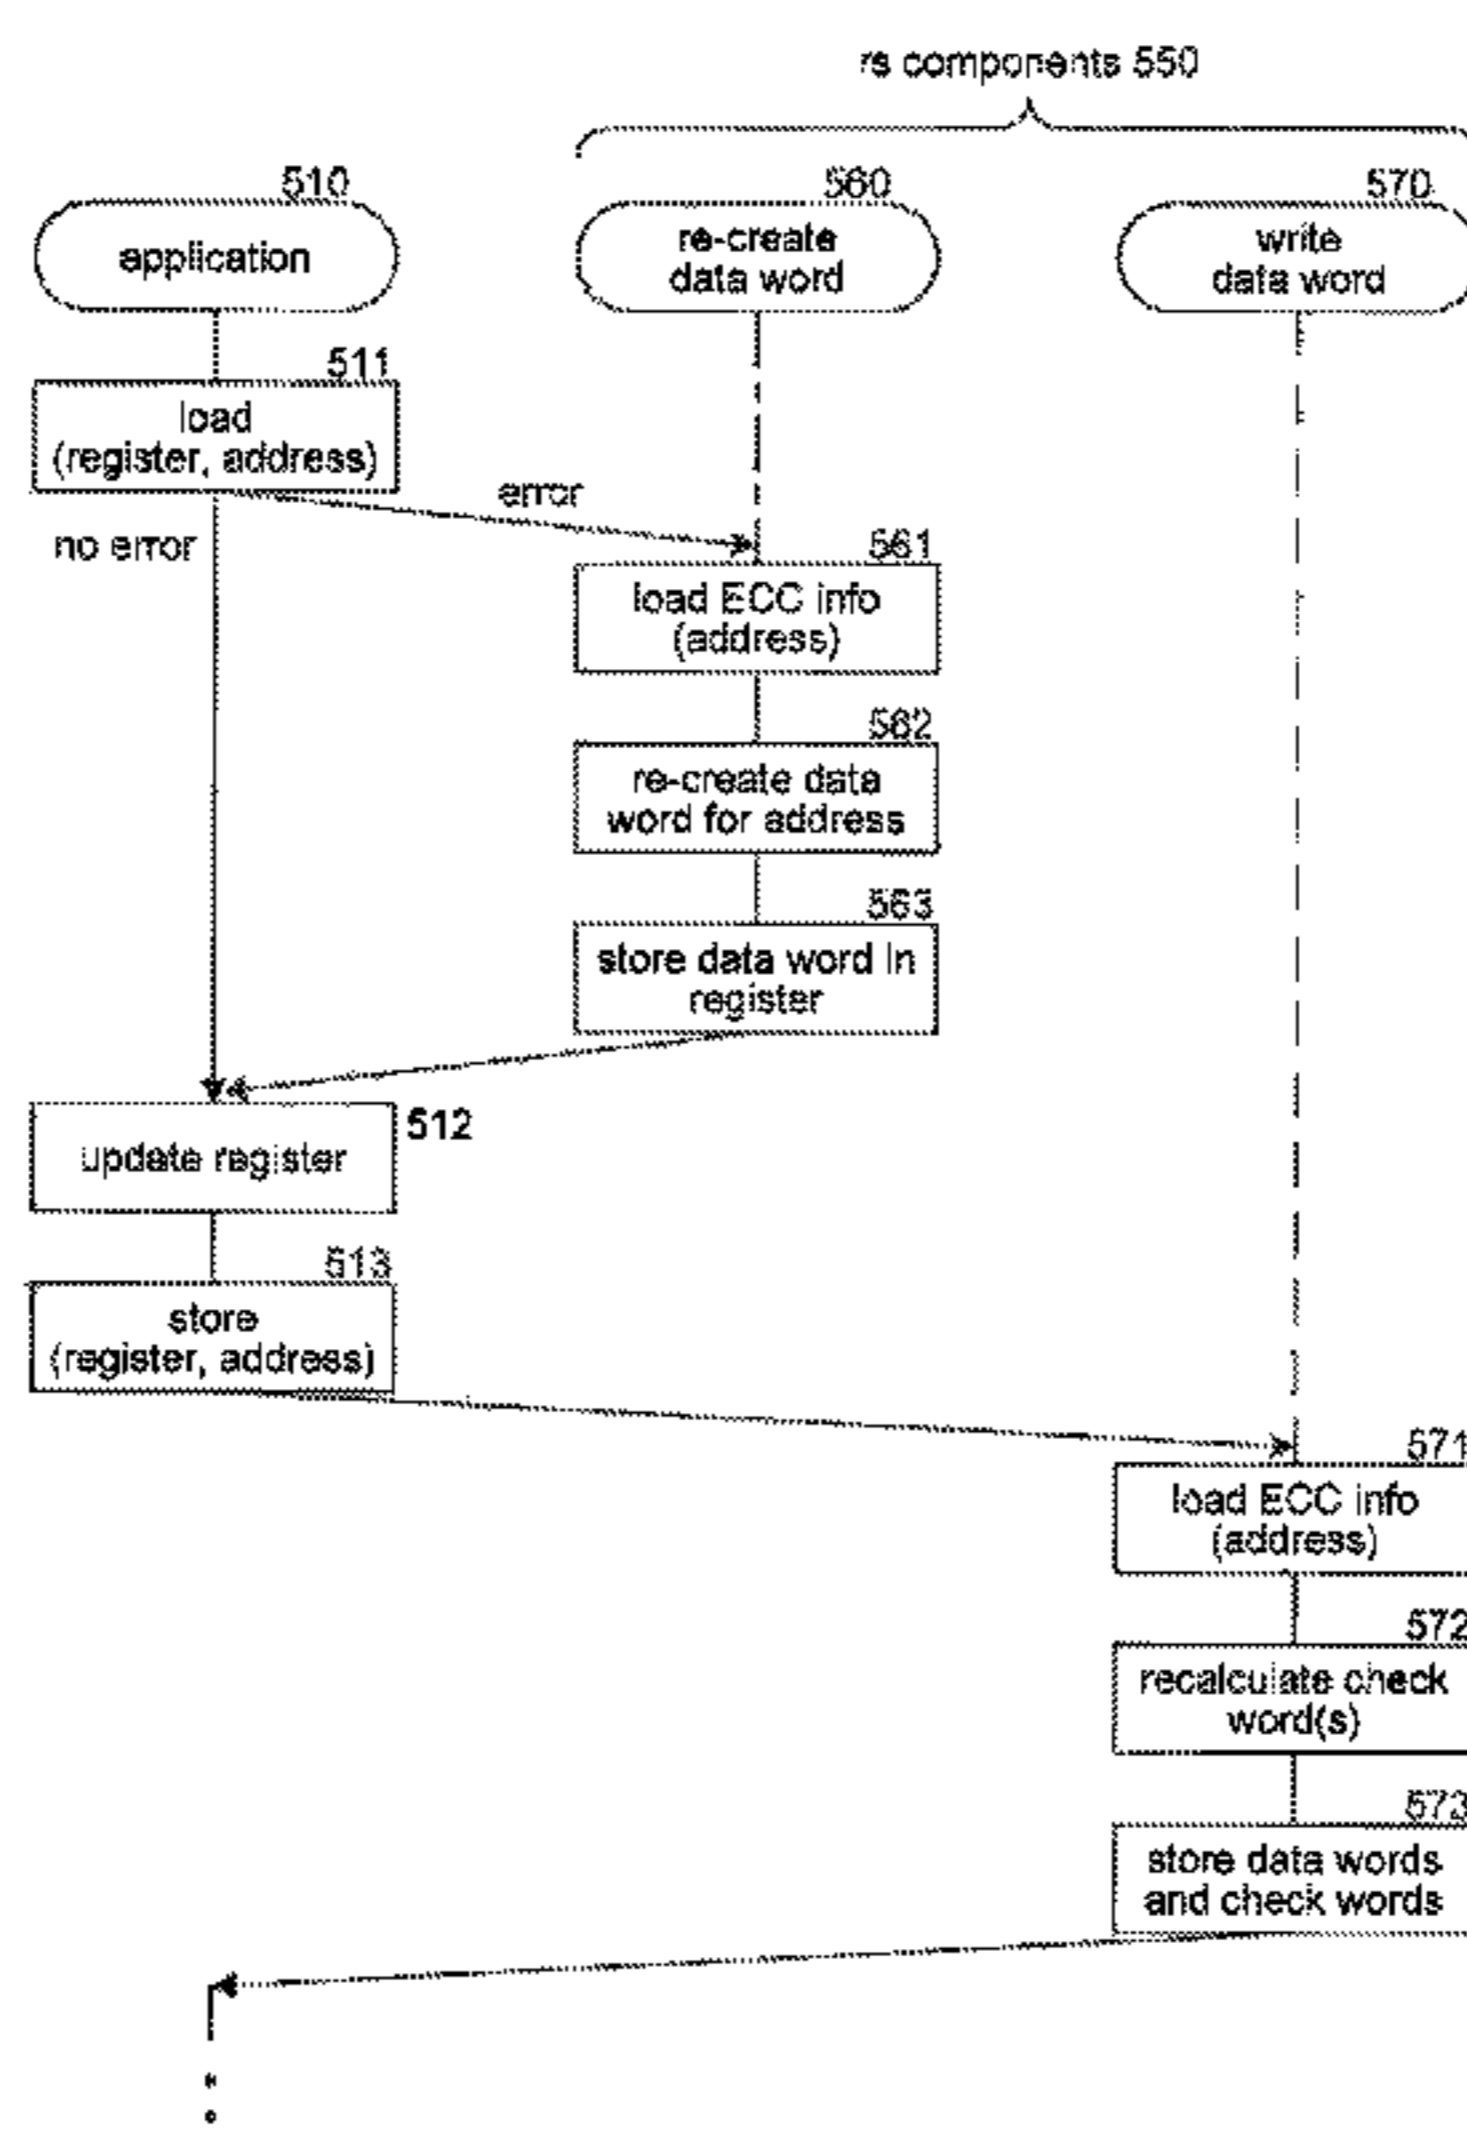 rs components 550
510
application
560
re-create
data word
570
write
data word
511
load
(register, address)
error
no error
561
load ECC info
(address)
562
re-create data
word for address
563
store data word in
register
512
update register
513
store
(register, address)
571
load ECC info
(address)
572
recalculate check
word(s)
573
store data words
and check words